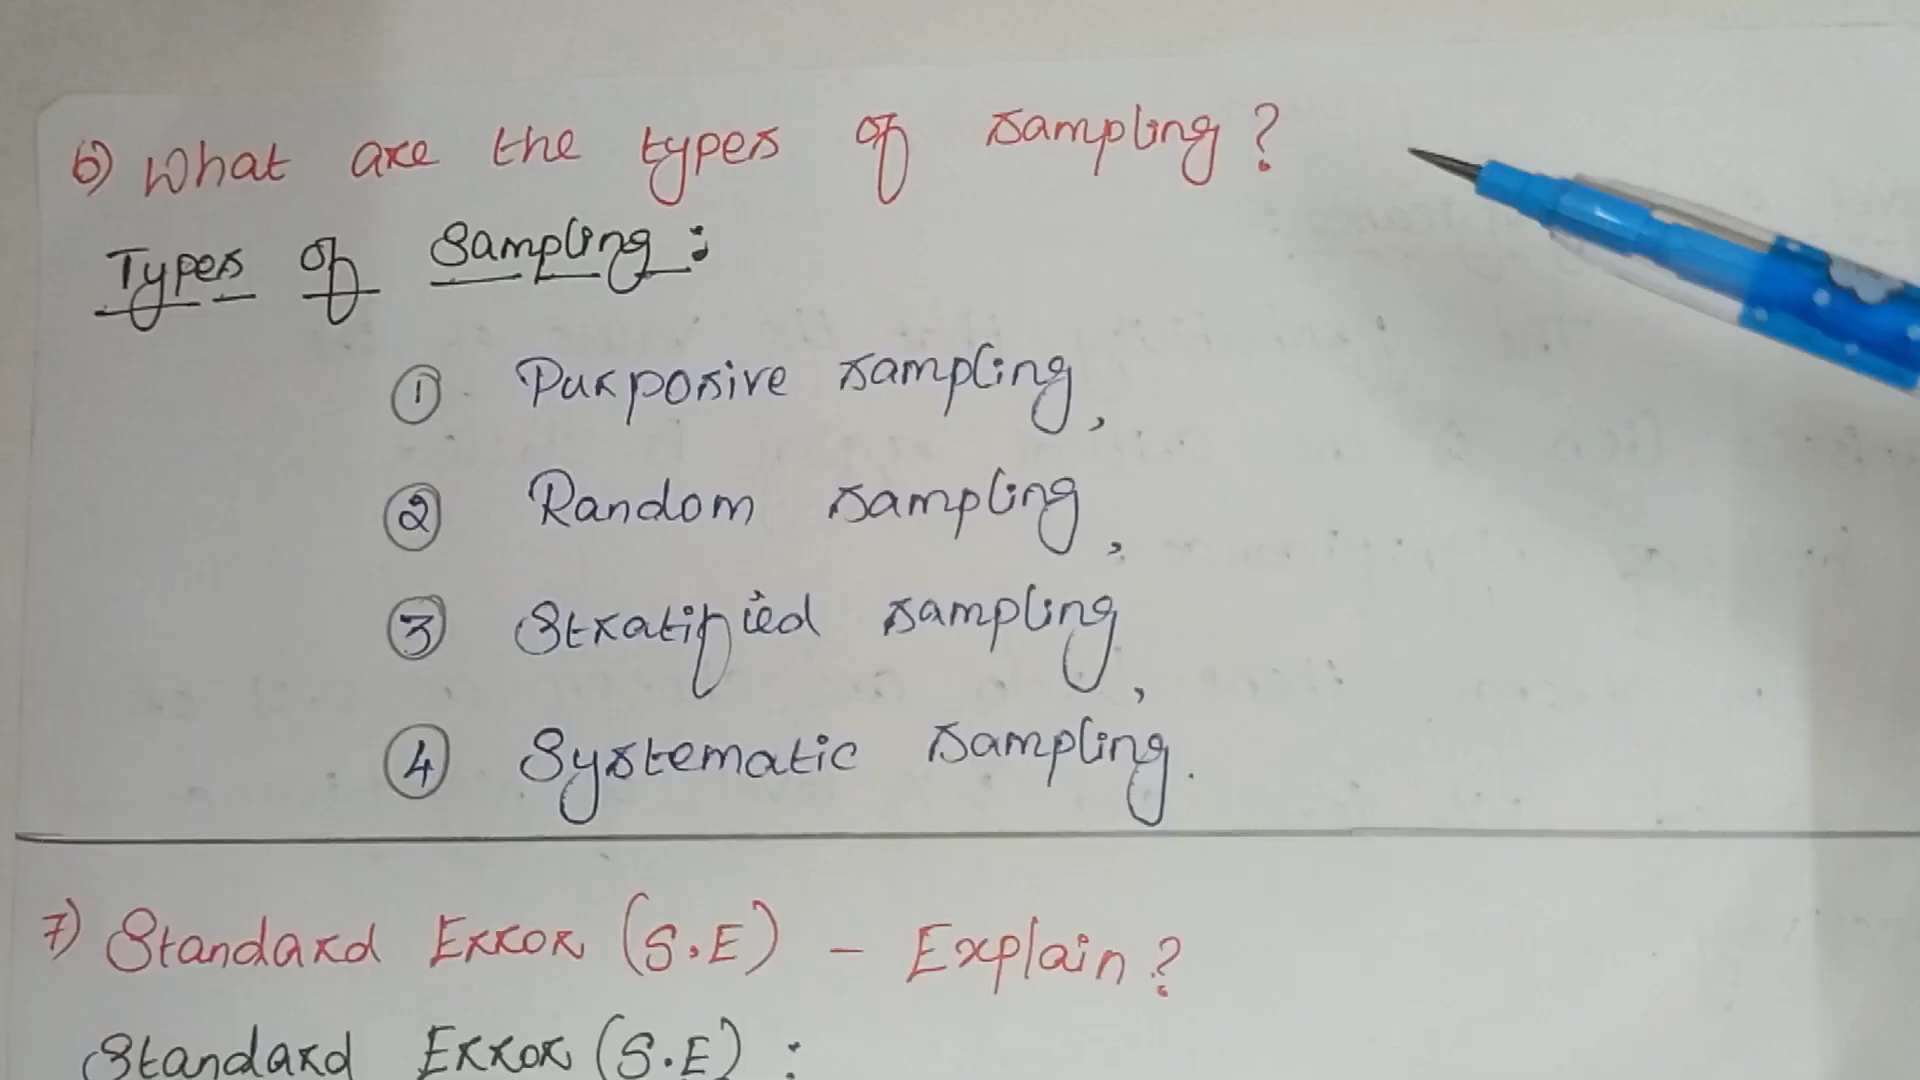 6) What are the types of sampling?
Types of Sampling:
① Purposive sampling,
② Random sampling,
③ Stratified sampling,
④ Systematic sampling.
7) Standard Error (S.E) - Explain?
Standard Error (S.E) :